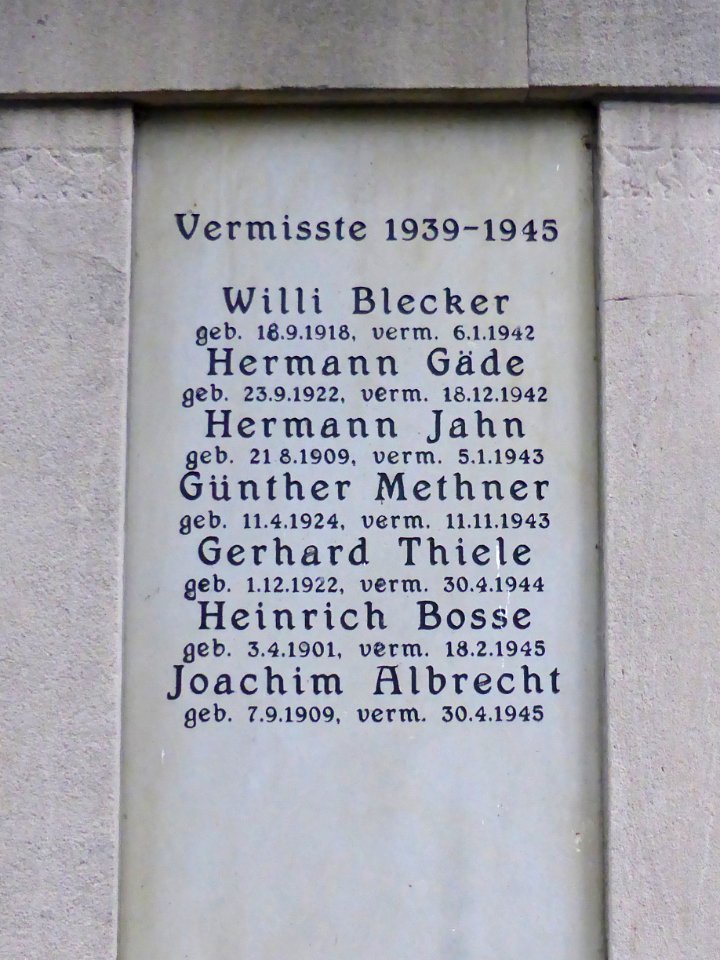 Vermisste 1939-1945
Willi Blecker
geb. 18.9.1918, verm. 6.1.1942
Hermann Gäde
geb. 23.9.1922, verm. 18.12.1942
Hermann Jahn
geb. 21 8.1909, verm. 5.1.1943
Günther Methner
geb. 11.4.1924, verm. 11.11.1943
Gerhard Thiele
geb. 1.12.1922, verm. 30.4.1944
Heinrich Bosse
geb. 3.4.1901, verm. 18.2.1945
Joachim Albrecht
geb. 7.9.1909, verm. 30.4.1945